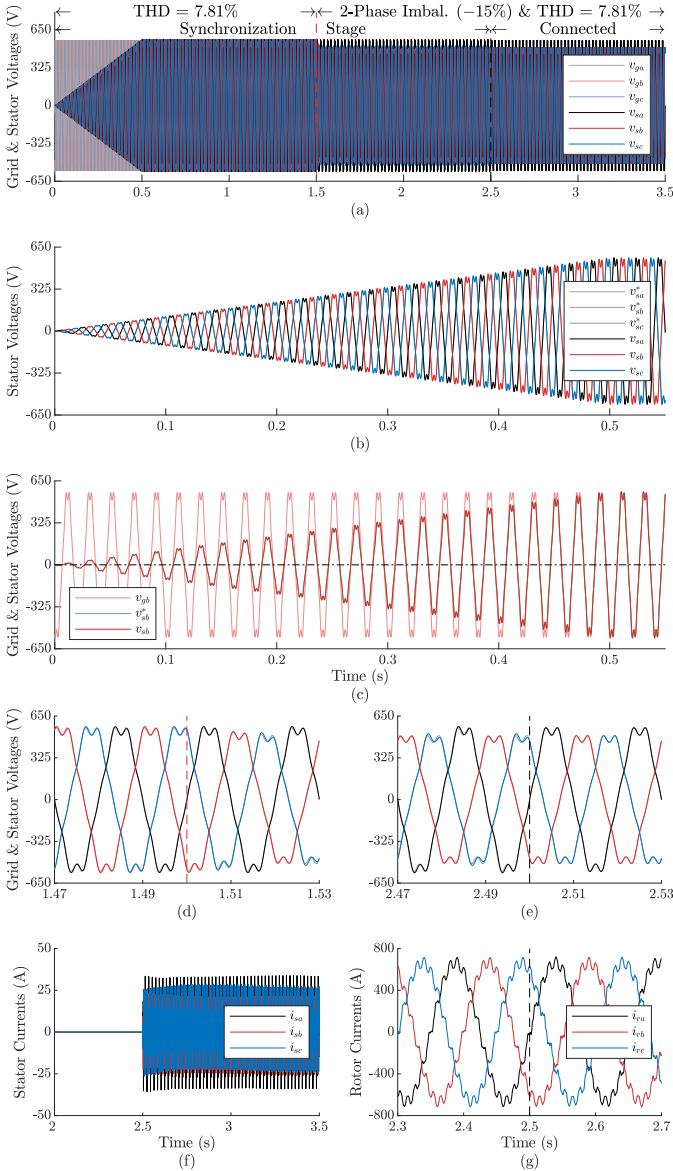 THD = 7.81%
2-Phase Imbal. (−15%) & THD = 7.81%
Synchronization Stage
Connected
Grid & Stator Voltages (V)
650
325
0
-325
-650
v_ga
v_gb
v_gc
v_sa
v_sb
v_sc
0 0.5 1 1.5 2 2.5 3 3.5
(a)
Stator Voltages (V)
650
325
0
-325
-650
v*_sa
v*_sb
v*_sc
v_sa
v_sb
v_sc
0 0.1 0.2 0.3 0.4 0.5
(b)
Grid & Stator Voltages (V)
650
325
0
-325
-650
v_gb
v*_sb
v_sb
0 0.1 0.2 0.3 0.4 0.5
Time (s)
(c)
Grid & Stator Voltages (V)
650
325
0
-325
-650
1.47 1.49 1.51 1.53
(d)
650
325
0
-325
-650
2.47 2.49 2.51 2.53
(e)
Stator Currents (A)
50
25
0
-25
-50
i_sa
i_sb
i_sc
2 2.5 3 3.5
Time (s)
(f)
Rotor Currents (A)
800
400
0
-400
-800
i_ra
i_rb
i_rc
2.3 2.4 2.5 2.6 2.7
Time (s)
(g)